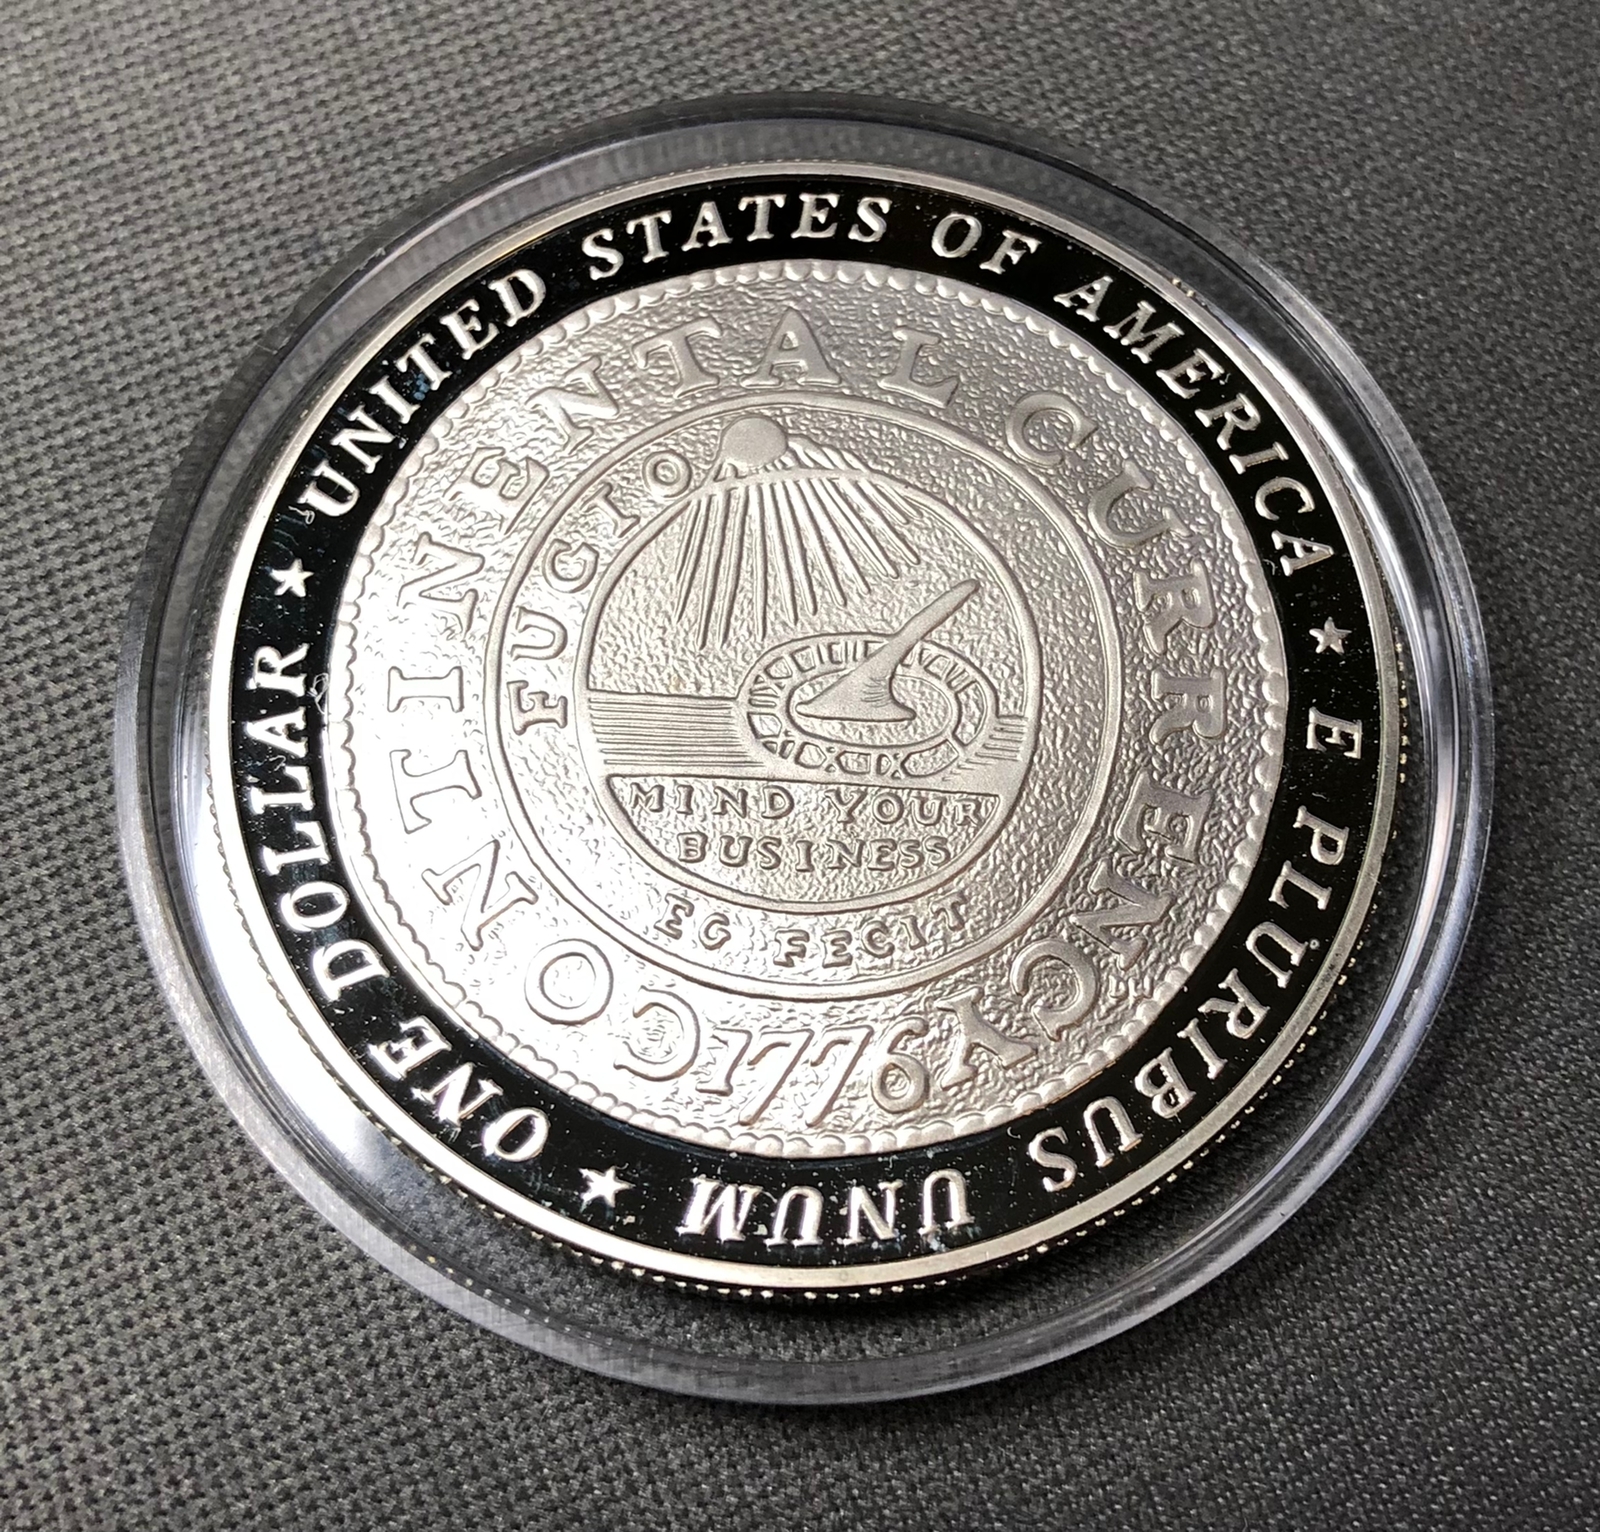 UNITED STATES OF AMERICA ★ E PLURIBUS UNUM ★ ONE DOLLAR ★
CONTINENTAL CURRENCY 1776
FUGIO
MIND YOUR
BUSINESS
EG FECIT